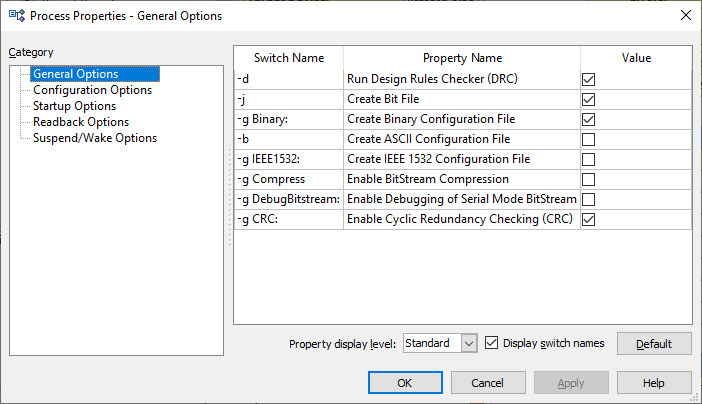 Process Properties - General Options
Category
General Options
Configuration Options
Startup Options
Readback Options
Suspend/Wake Options
Switch Name Property Name Value
-d Run Design Rules Checker (DRC)
-j Create Bit File
-g Binary: Create Binary Configuration File
-b Create ASCII Configuration File
-g IEEE1532: Create IEEE 1532 Configuration File
-g Compress Enable BitStream Compression
-g DebugBitstream: Enable Debugging of Serial Mode BitStream
-g CRC: Enable Cyclic Redundancy Checking (CRC)
Property display level: Standard Display switch names Default
OK Cancel Apply Help